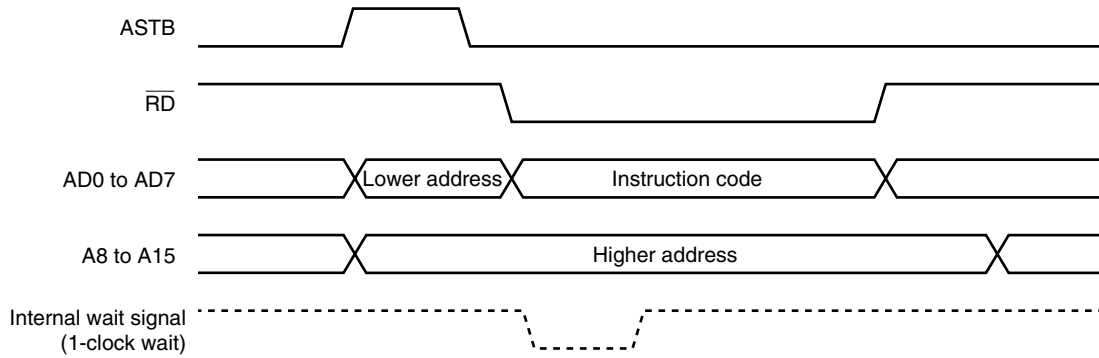 ASTB
RD
AD0 to AD7
Lower address
Instruction code
A8 to A15
Higher address
Internal wait signal
(1-clock wait)